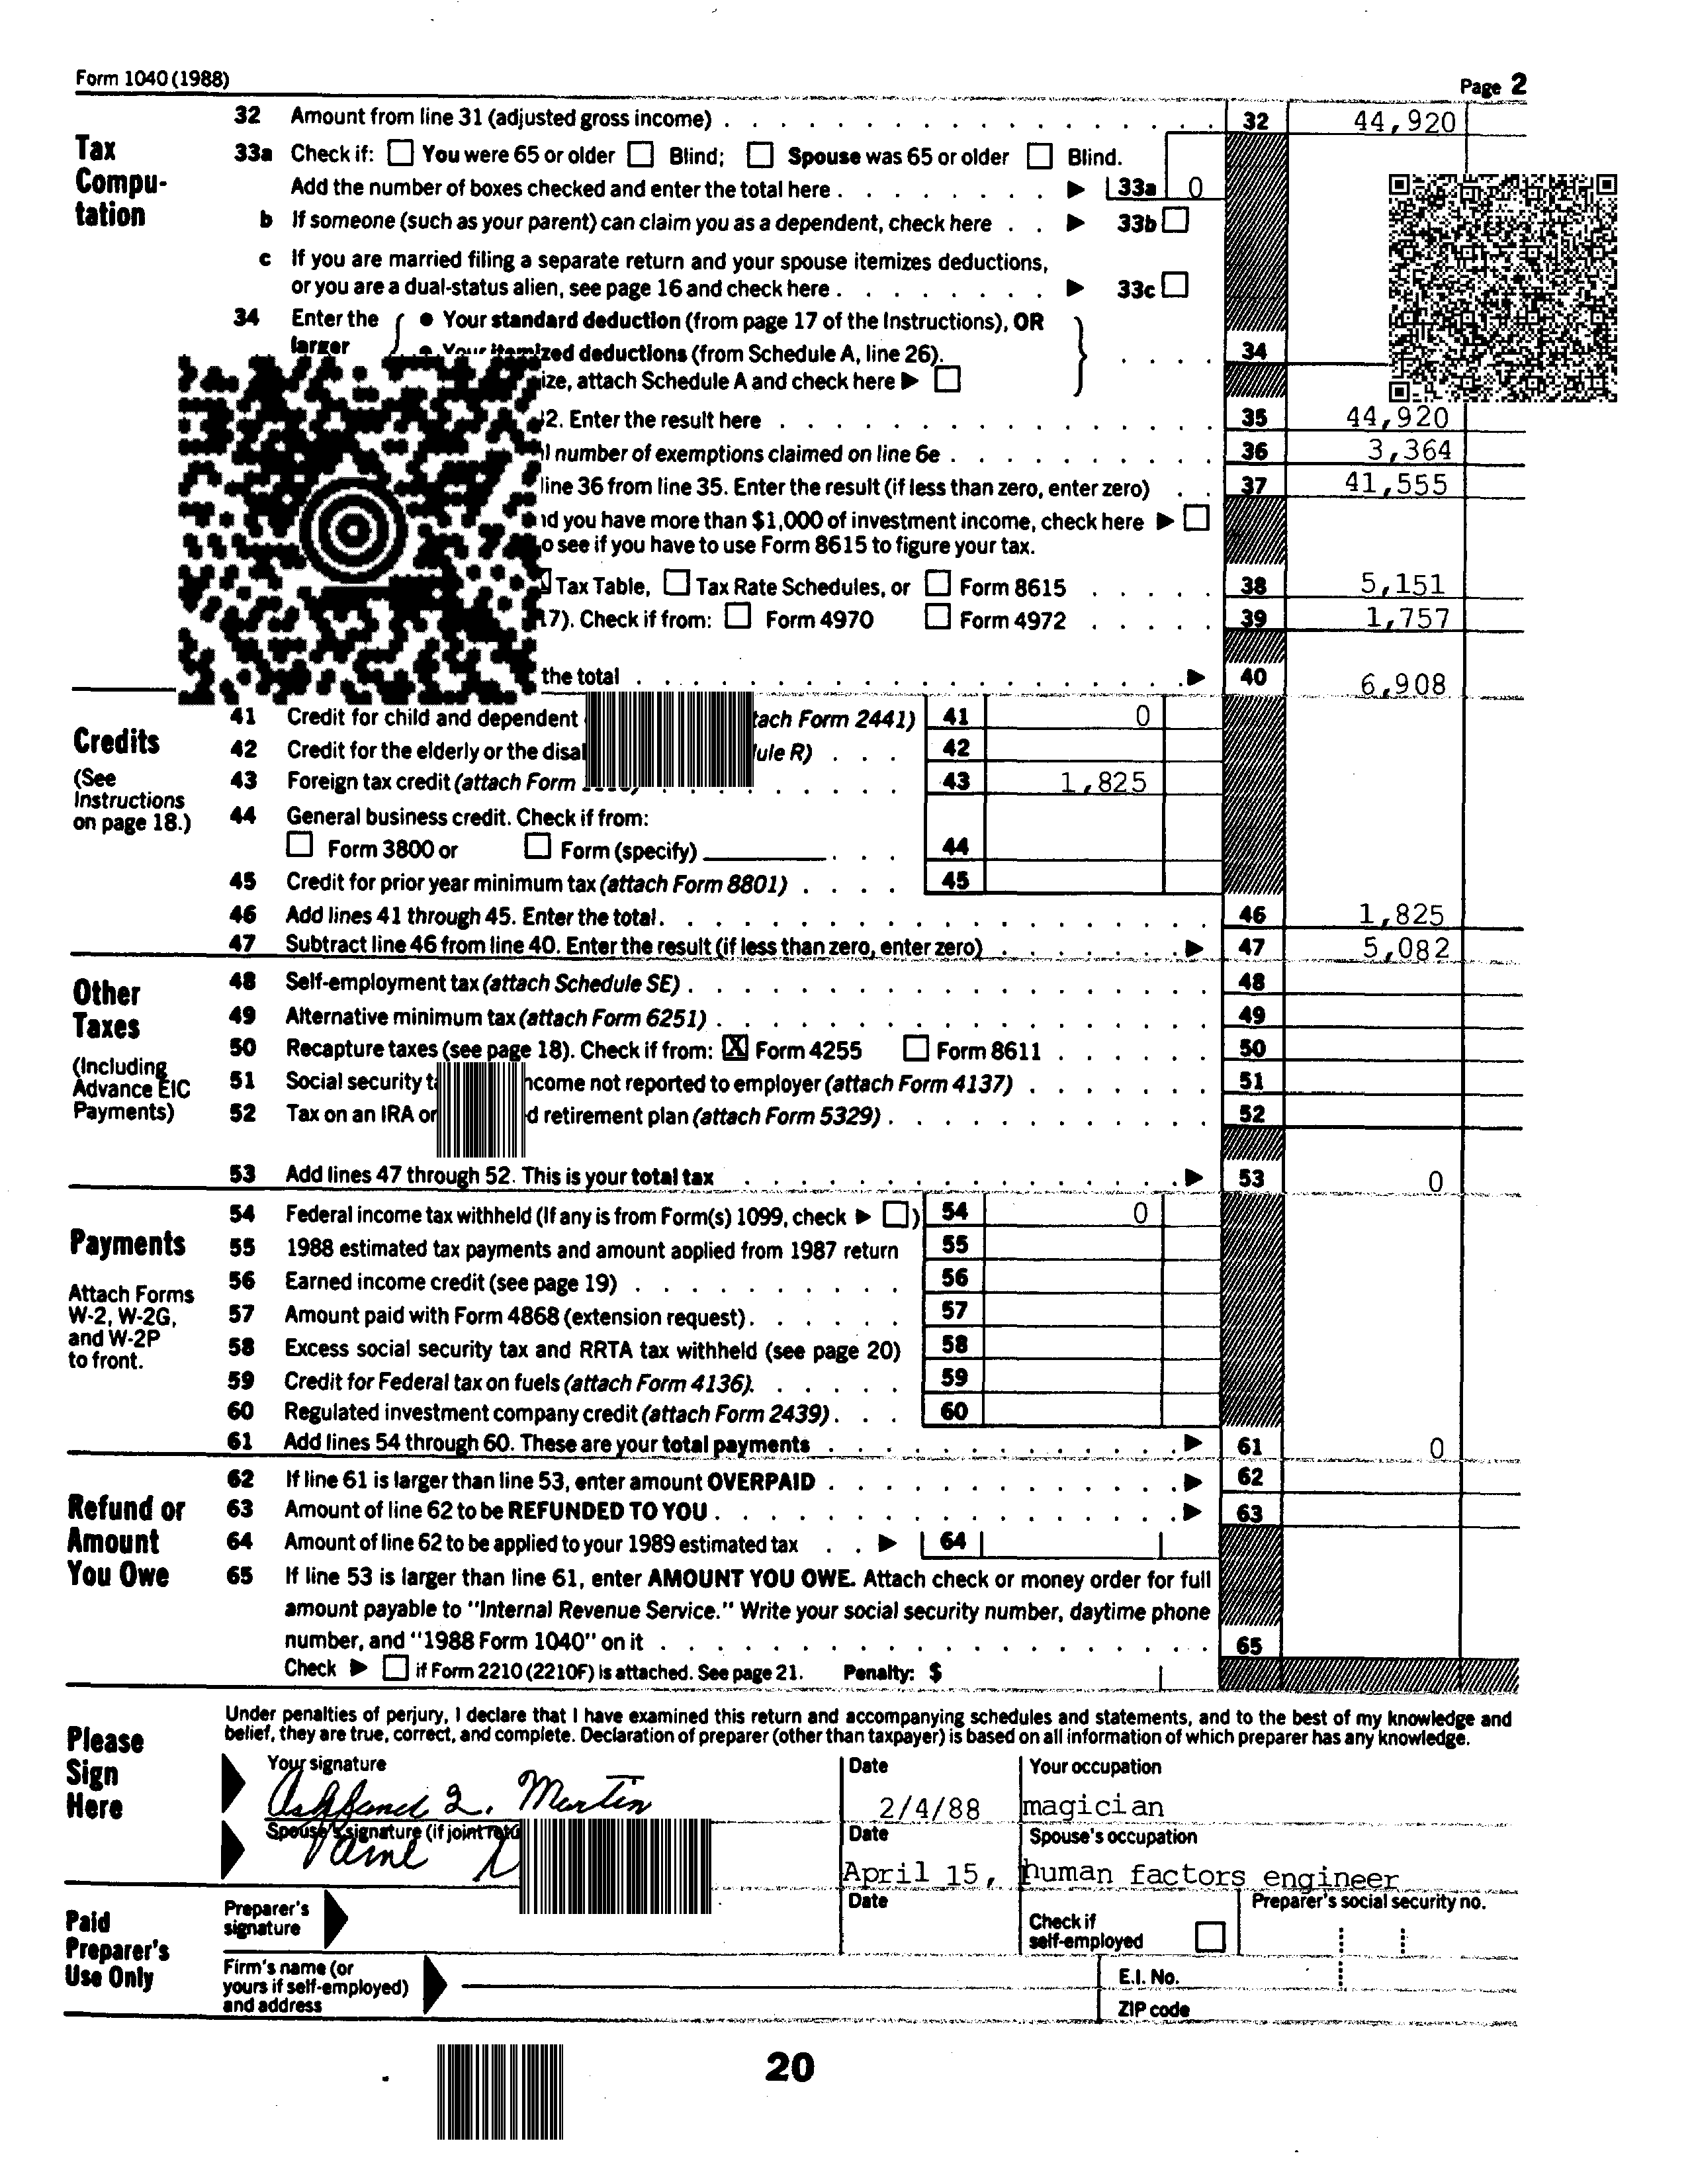 Form 1040 (1988)
Page 2
Tax Compu-
tation
32 Amount from line 31 (adjusted gross income) 32 44,920
33a Check if: You were 65 or older Blind; Spouse was 65 or older Blind.
Add the number of boxes checked and enter the total here 33a 0
b If someone (such as your parent) can claim you as a dependent, check here 33b
c If you are married filing a separate return and your spouse itemizes deductions,
or you are a dual-status alien, see page 16 and check here 33c
34 Enter the ● Your standard deduction (from page 17 of the Instructions), OR
larger ● Your itemized deductions (from Schedule A, line 26). 34
attach Schedule A and check here
Enter the result here 35 44,920
number of exemptions claimed on line 6e 36 3,364
line 36 from line 35. Enter the result (if less than zero, enter zero) 37 41,555
you have more than $1,000 of investment income, check here
see if you have to use Form 8615 to figure your tax.
Tax Table, Tax Rate Schedules, or Form 8615 38 5,151
Check if from: Form 4970 Form 4972 39 1,757
the total 40 6,908
Credits
(See
Instructions
on page 18.)
41 Credit for child and dependent Form 2441) 41 0
42 Credit for the elderly or the R) 42
43 Foreign tax credit (attach Form 43 1,825
44 General business credit. Check if from:
Form 3800 or Form (specify) 44
45 Credit for prior year minimum tax (attach Form 8801) 45
46 Add lines 41 through 45. Enter the total 46 1,825
47 Subtract line 46 from line 40. Enter the result (if less than zero, enter zero) 47 5,082
Other
Taxes
(Including
Advance EIC
Payments)
48 Self-employment tax (attach Schedule SE) 48
49 Alternative minimum tax (attach Form 6251) 49
50 Recapture taxes (see page 18). Check if from: X Form 4255 Form 8611 50
51 Social security not reported to employer (attach Form 4137) 51
52 Tax on an IRA or retirement plan (attach Form 5329) 52
53 Add lines 47 through 52. This is your total tax 53 0
Payments
Attach Forms
W-2, W-2G,
and W-2P
to front.
54 Federal income tax withheld (If any is from Form(s) 1099, check ) 54 0
55 1988 estimated tax payments and amount applied from 1987 return 55
56 Earned income credit (see page 19) 56
57 Amount paid with Form 4868 (extension request) 57
58 Excess social security tax and RRTA tax withheld (see page 20) 58
59 Credit for Federal tax on fuels (attach Form 4136) 59
60 Regulated investment company credit (attach Form 2439) 60
61 Add lines 54 through 60. These are your total payments 61 0
Refund or
Amount
You Owe
62 If line 61 is larger than line 53, enter amount OVERPAID 62
63 Amount of line 62 to be REFUNDED TO YOU 63
64 Amount of line 62 to be applied to your 1989 estimated tax 64
65 If line 53 is larger than line 61, enter AMOUNT YOU OWE. Attach check or money order for full
amount payable to "Internal Revenue Service." Write your social security number, daytime phone
number, and "1988 Form 1040" on it 65
Check if Form 2210 (2210F) is attached. See page 21. Penalty: $
Please
Sign
Here
Under penalties of perjury, I declare that I have examined this return and accompanying schedules and statements, and to the best of my knowledge and
belief, they are true, correct, and complete. Declaration of preparer (other than taxpayer) is based on all information of which preparer has any knowledge.
Your signature Date Your occupation
Martin 2/4/88 magician
Spouse's signature (if joint Date Spouse's occupation
April 15, human factors engineer
Paid
Preparer's
Use Only
Preparer's
signature
Date
Check if
self-employed
Preparer's social security no.
Firm's name (or
yours if self-employed)
and address
E.I. No.
ZIP code
20